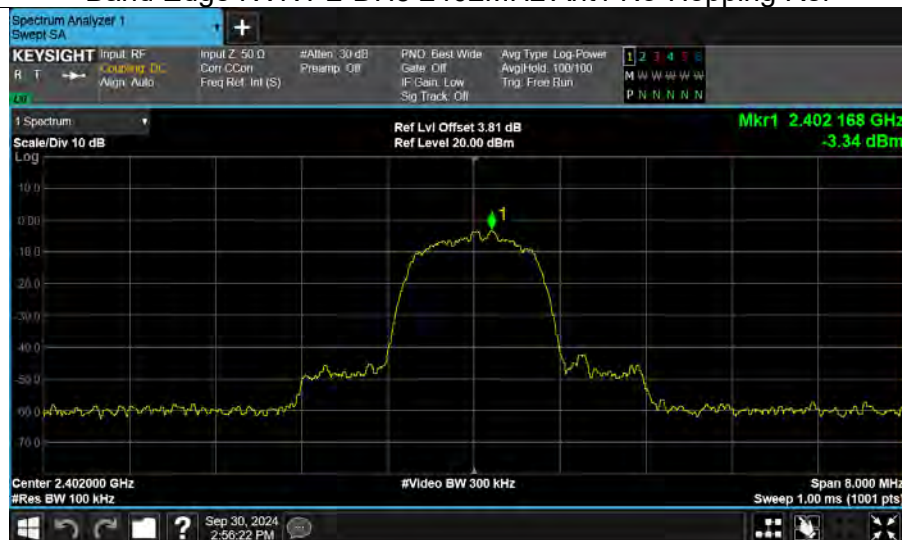 Spectrum Analyzer 1
Swept SA
+
KEYSIGHT
R T
Input: RF
Coupling: DC
Align: Auto
Input Z: 50 Ω
Corr CCorr
Freq Ref: Int (S)
#Atten: 30 dB
Preamp: Off
PNO: Best Wide
Gate: Off
IF Gain: Low
Sig Track: Off
Avg Type: Log-Power
Avg|Hold: 100/100
Trig: Free Run
1 2 3 4 5 6
M W W W W W
P N N N N N
1 Spectrum
Scale/Div 10 dB
Log
Ref Lvl Offset 3.81 dB
Ref Level 20.00 dBm
Mkr1 2.402 168 GHz
-3.34 dBm
10.0
0.00
-10.0
-20.0
-30.0
-40.0
-50.0
-60.0
-70.0
1
Center 2.402000 GHz
#Res BW 100 kHz
#Video BW 300 kHz
Span 8.000 MHz
Sweep 1.00 ms (1001 pts)
?
Sep 30, 2024
2:56:22 PM